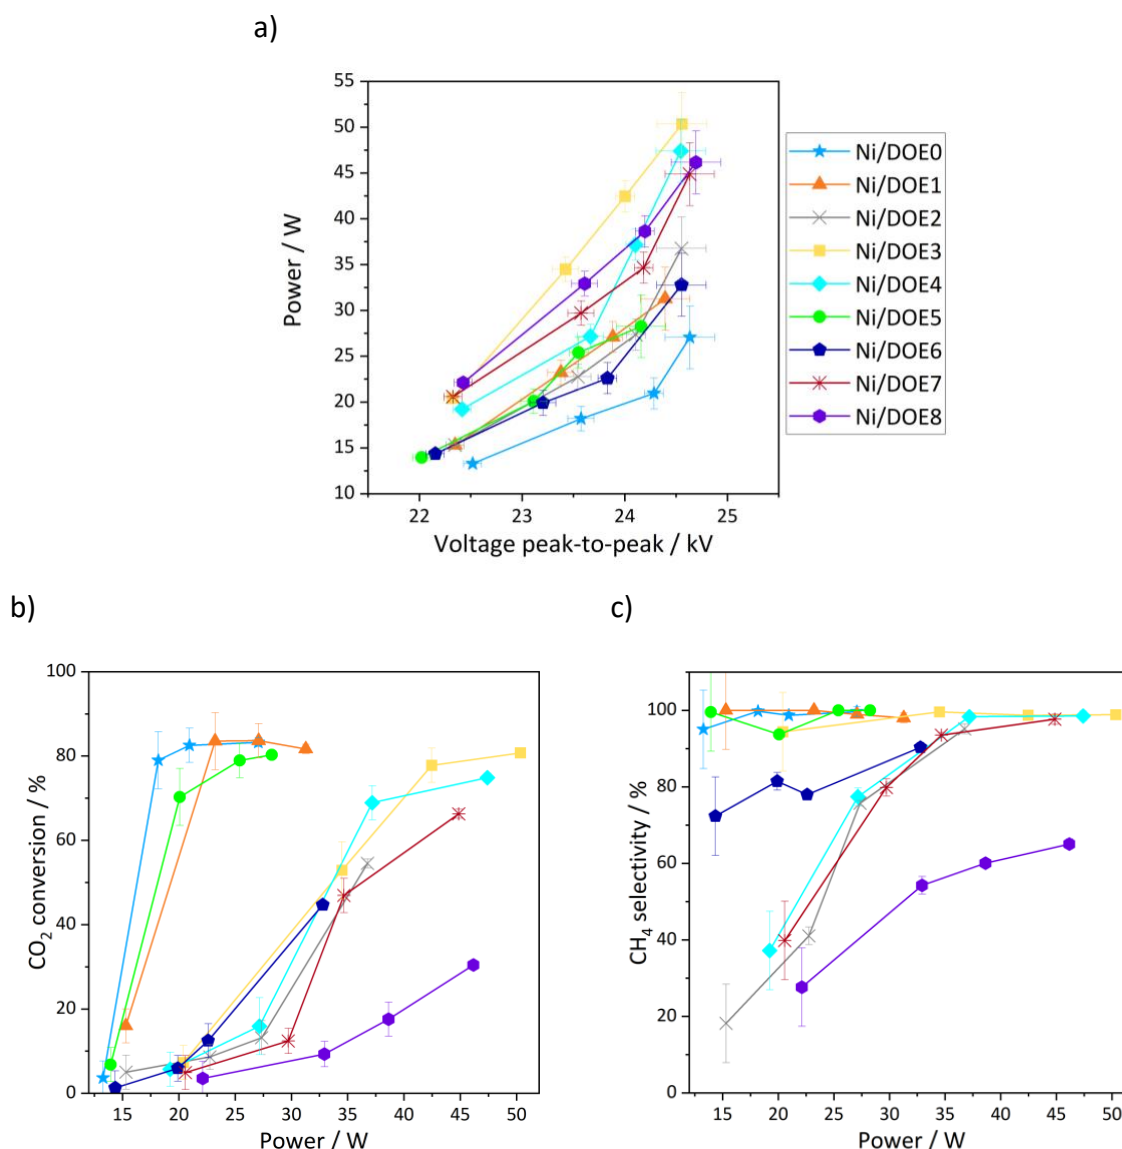 a)
55
50
45
40
35
30
25
20
15
10
Power / W
22
23
24
25
Voltage peak-to-peak / kV
Ni/DOE0
Ni/DOE1
Ni/DOE2
Ni/DOE3
Ni/DOE4
Ni/DOE5
Ni/DOE6
Ni/DOE7
Ni/DOE8
b)
100
80
60
40
20
0
CO₂ conversion / %
15
20
25
30
35
40
45
50
Power / W
c)
100
80
60
40
20
0
CH₄ selectivity / %
15
20
25
30
35
40
45
50
Power / W